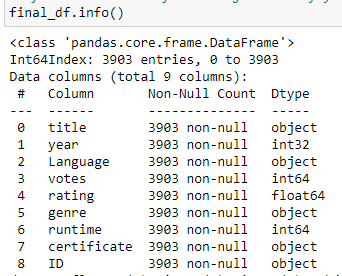 final_df.info()
<class 'pandas.core.frame.DataFrame'>
Int64Index: 3903 entries, 0 to 3903
Data columns (total 9 columns):
 #   Column       Non-Null Count  Dtype
---  ------       --------------  -----
 0   title        3903 non-null   object
 1   year         3903 non-null   int32
 2   Language     3903 non-null   object
 3   votes        3903 non-null   int64
 4   rating       3903 non-null   float64
 5   genre        3903 non-null   object
 6   runtime      3903 non-null   int64
 7   certificate  3903 non-null   object
 8   ID           3903 non-null   object